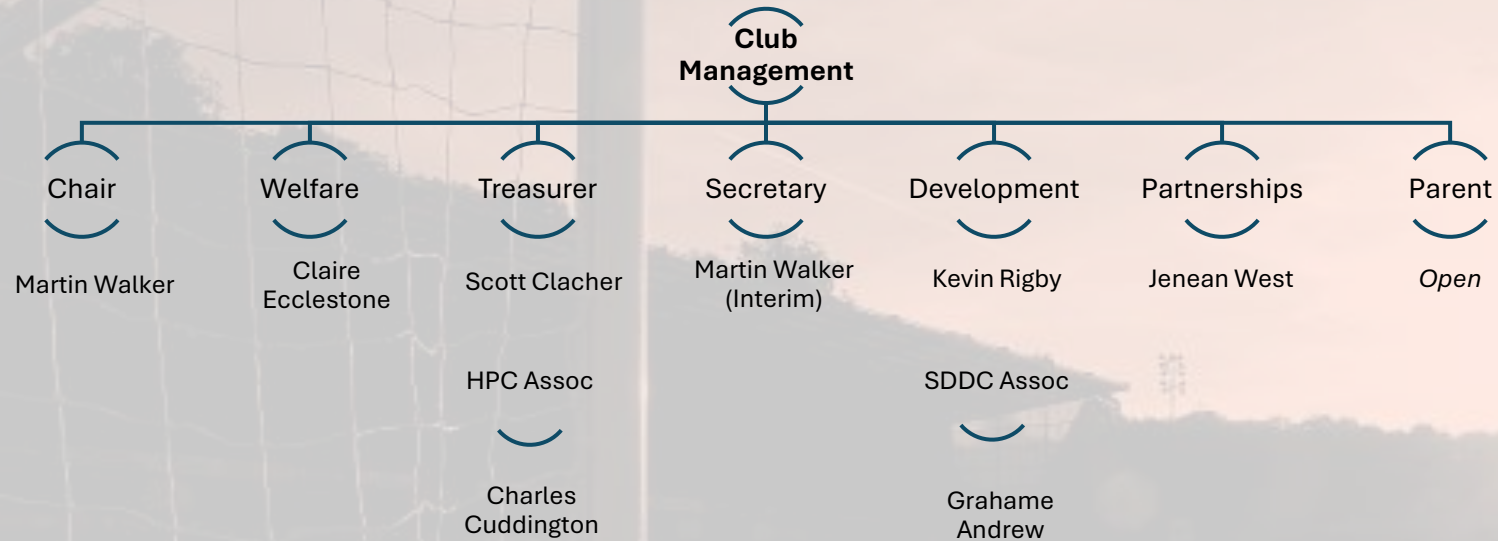 Club
Management
Chair
Welfare
Treasurer
Secretary
Development
Partnerships
Parent
Martin Walker
Claire
Ecclestone
Scott Clacher
Martin Walker
(Interim)
Kevin Rigby
Jenean West
Open
HPC Assoc
SDDC Assoc
Charles
Cuddington
Grahame
Andrew